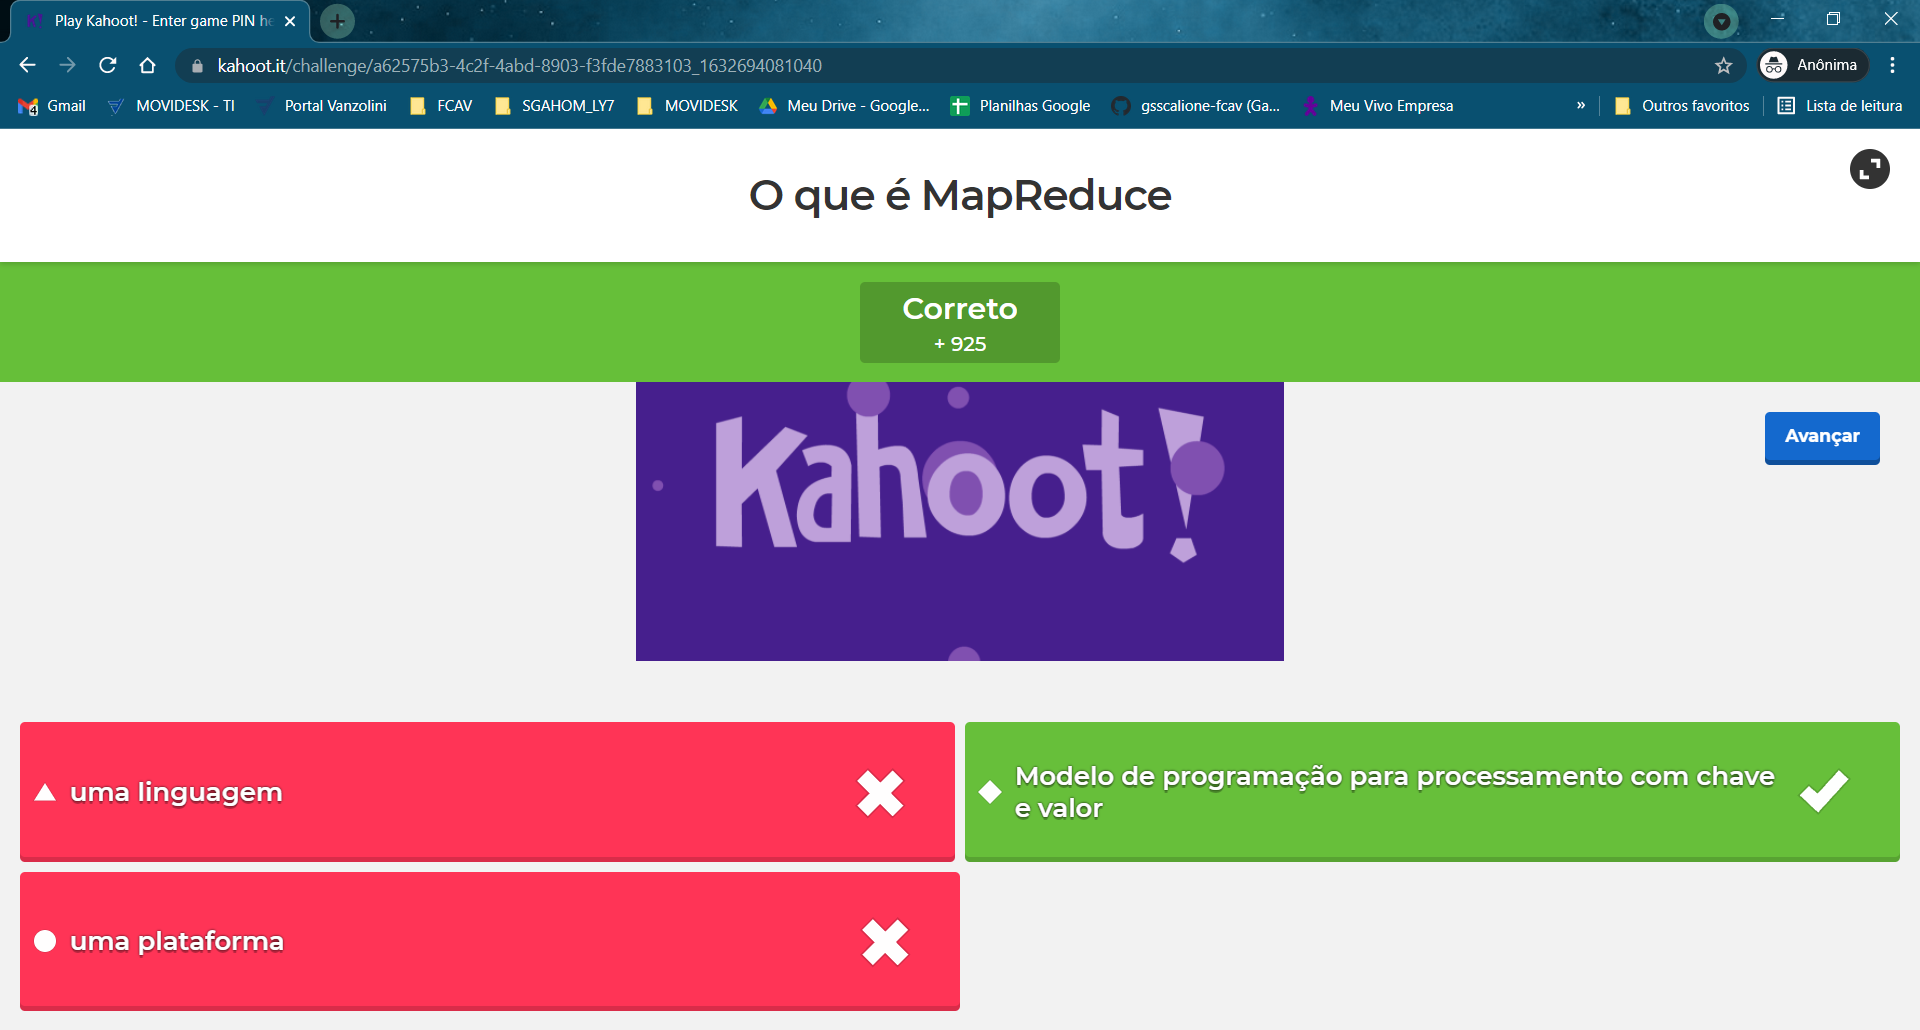 Play Kahoot! - Enter game PIN he
kahoot.it/challenge/a62575b3-4c2f-4abd-8903-f3fde7883103_1632694081040
Anônima
4
Gmail
MOVIDESK - TI
Portal Vanzolini
FCAV
SGAHOM_LY7
MOVIDESK
Meu Drive - Google...
Planilhas Google
gsscalione-fcav (Ga...
Meu Vivo Empresa
»
Outros favoritos
Lista de leitura
O que é MapReduce
Correto
+ 925
Kahoot!
Avançar
uma linguagem
Modelo de programação para processamento com chave
e valor
uma plataforma